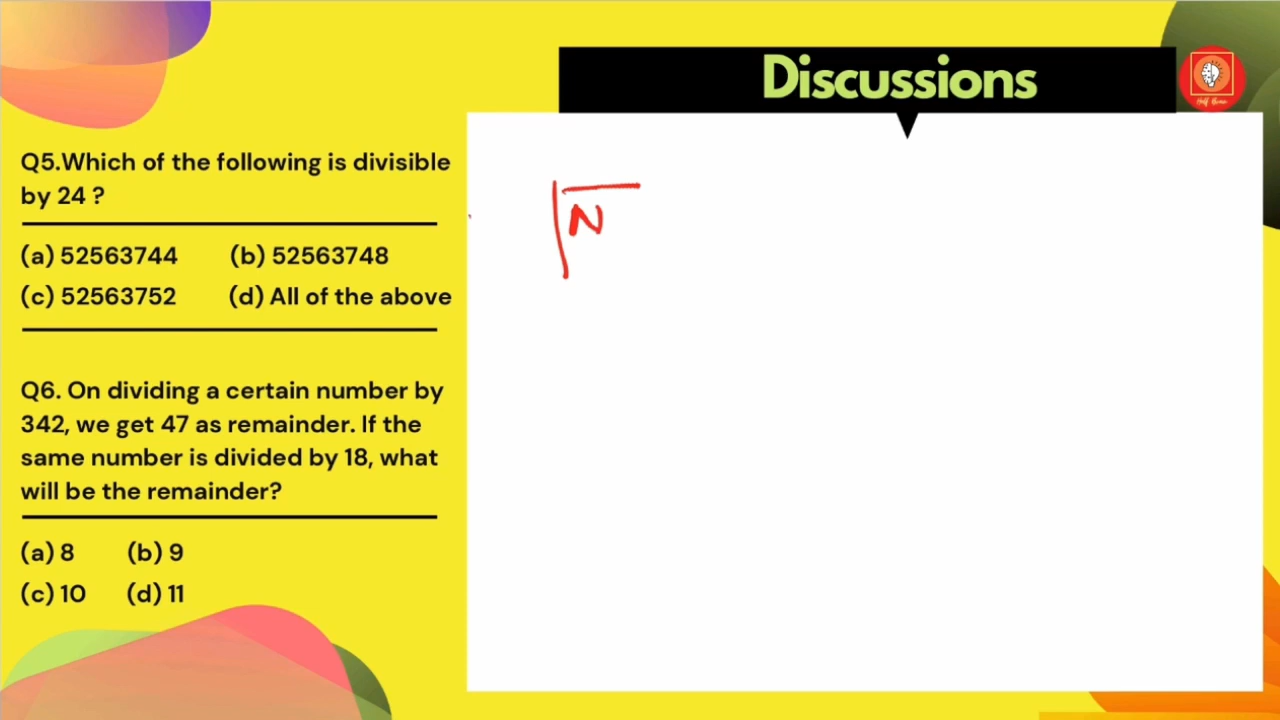 Discussions
Half Brain
Q5.Which of the following is divisible
by 24 ?
(a) 52563744 (b) 52563748
(c) 52563752 (d) All of the above
Q6. On dividing a certain number by
342, we get 47 as remainder. If the
same number is divided by 18, what
will be the remainder?
(a) 8 (b) 9
(c) 10 (d) 11
N